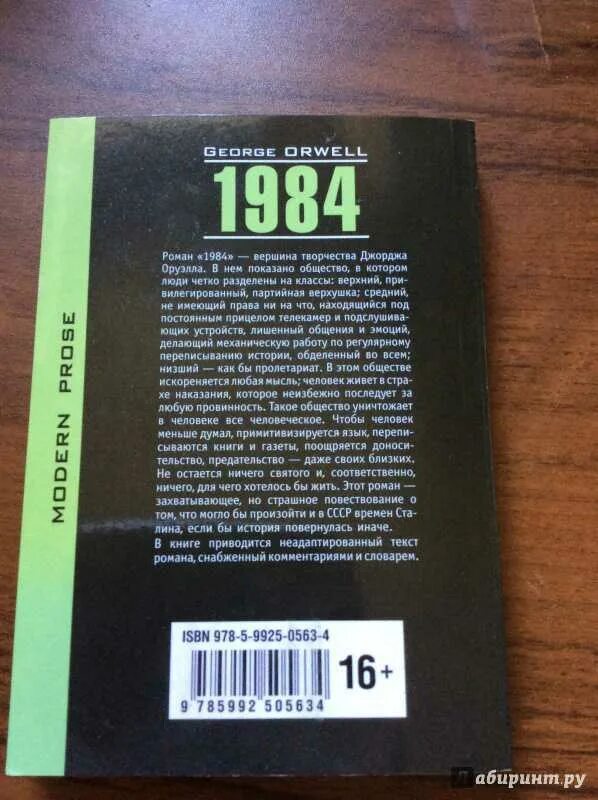 GEORGE ORWELL
1984
Роман «1984» — вершина творчества Джорджа
Оруэлла. В нем показано общество, в котором
люди четко разделены на классы: верхний, при-
вилегированный, партийная верхушка; средний,
не имеющий права ни на что, находящийся под
постоянным прицелом телекамер и подслушива-
ющих устройств, лишенный общения и эмоций,
делающий механическую работу по регулярному
переписыванию истории, обделенный во всем;
низший — как бы пролетариат. В этом обществе
искореняется любая мысль; человек живет в стра-
хе наказания, которое неизбежно последует за
любую провинность. Такое общество уничтожает
в человеке все человеческое. Чтобы человек
меньше думал, примитивизируется язык, перепи-
сываются книги и газеты, поощряется доноси-
тельство, предательство — даже своих близких.
Не остается ничего святого и, соответственно,
ничего, для чего хотелось бы жить. Этот роман —
захватывающее, но страшное повествование о
том, что могло бы произойти и в СССР времен Ста-
лина, если бы история повернулась иначе.
В книге приводится неадаптированный текст
романа, снабженный комментариями и словарем.
MODERN PROSE
ISBN 978-5-9925-0563-4
9 785992 505634
16+
Лабиринт.ру